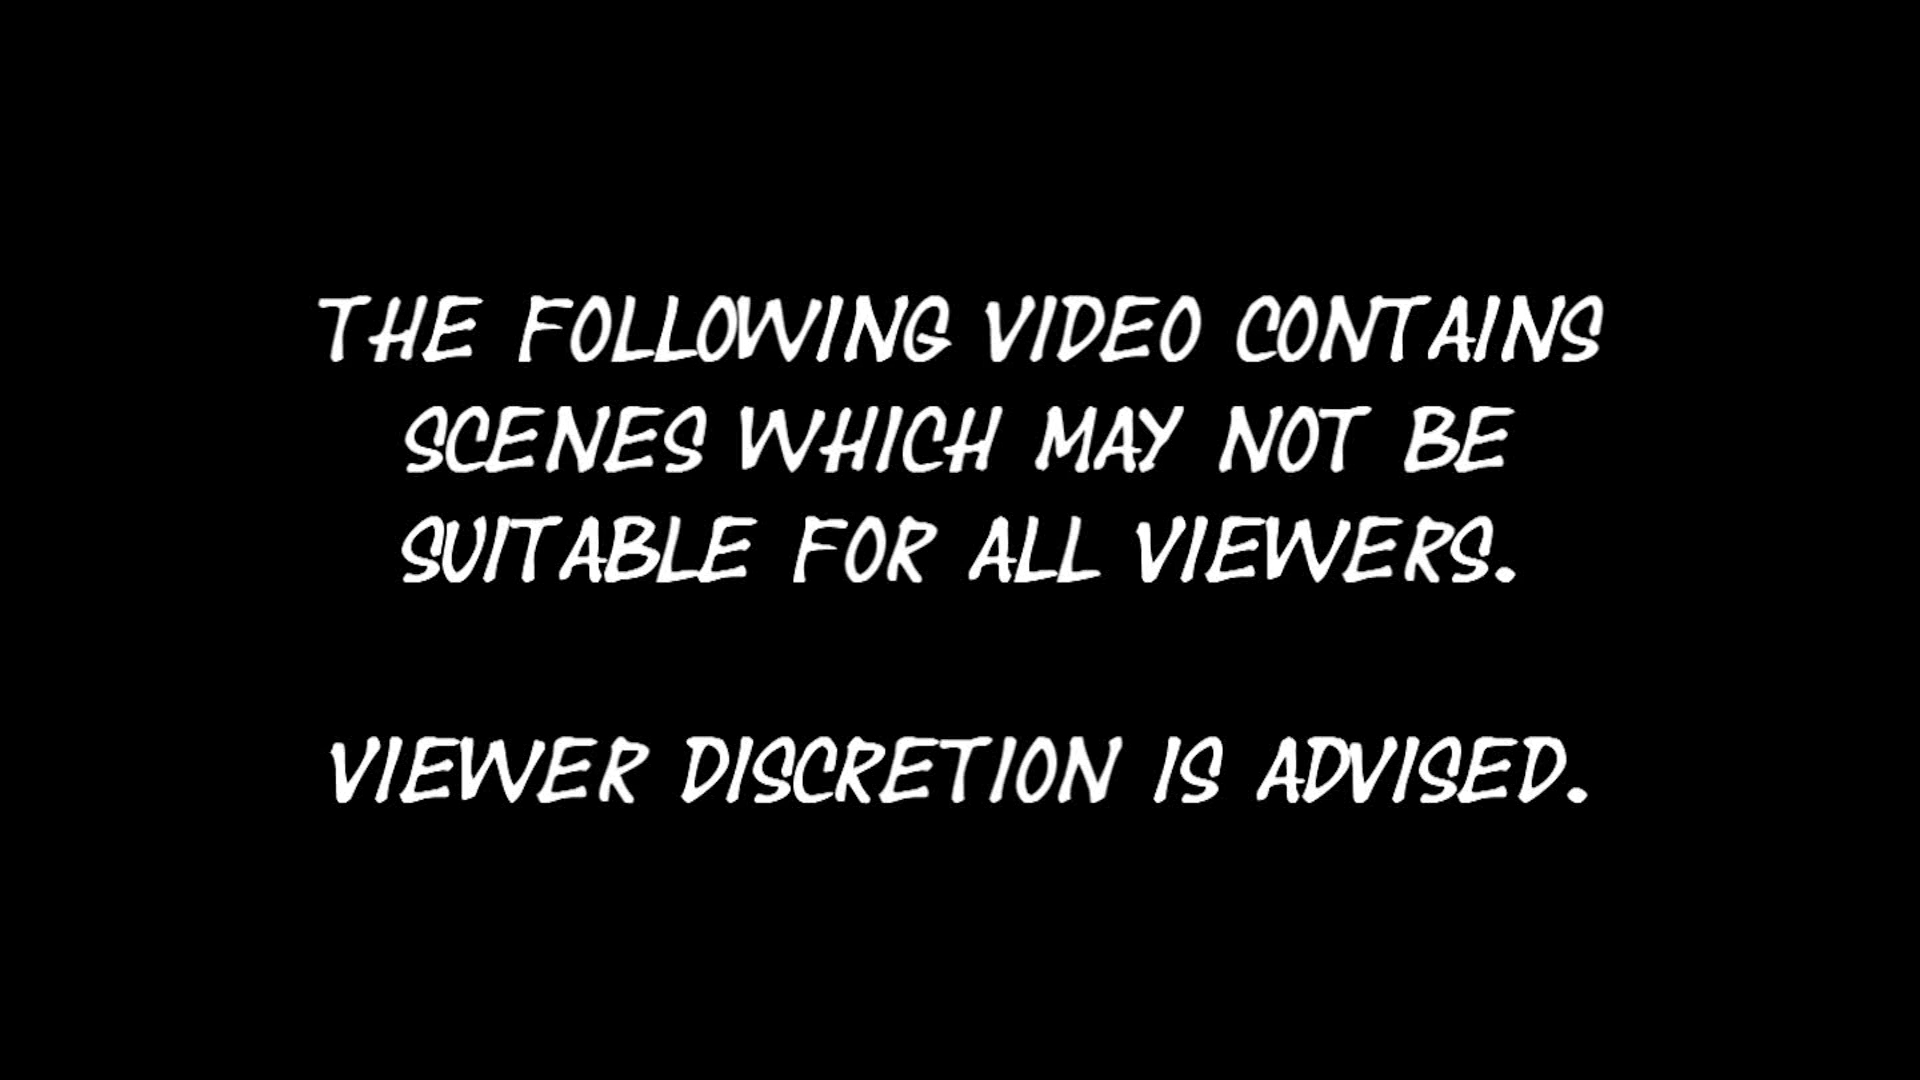 THE FOLLOWING VIDEO CONTAINS
SCENES WHICH MAY NOT BE
SUITABLE FOR ALL VIEWERS.
VIEWER DISCRETION IS ADVISED.